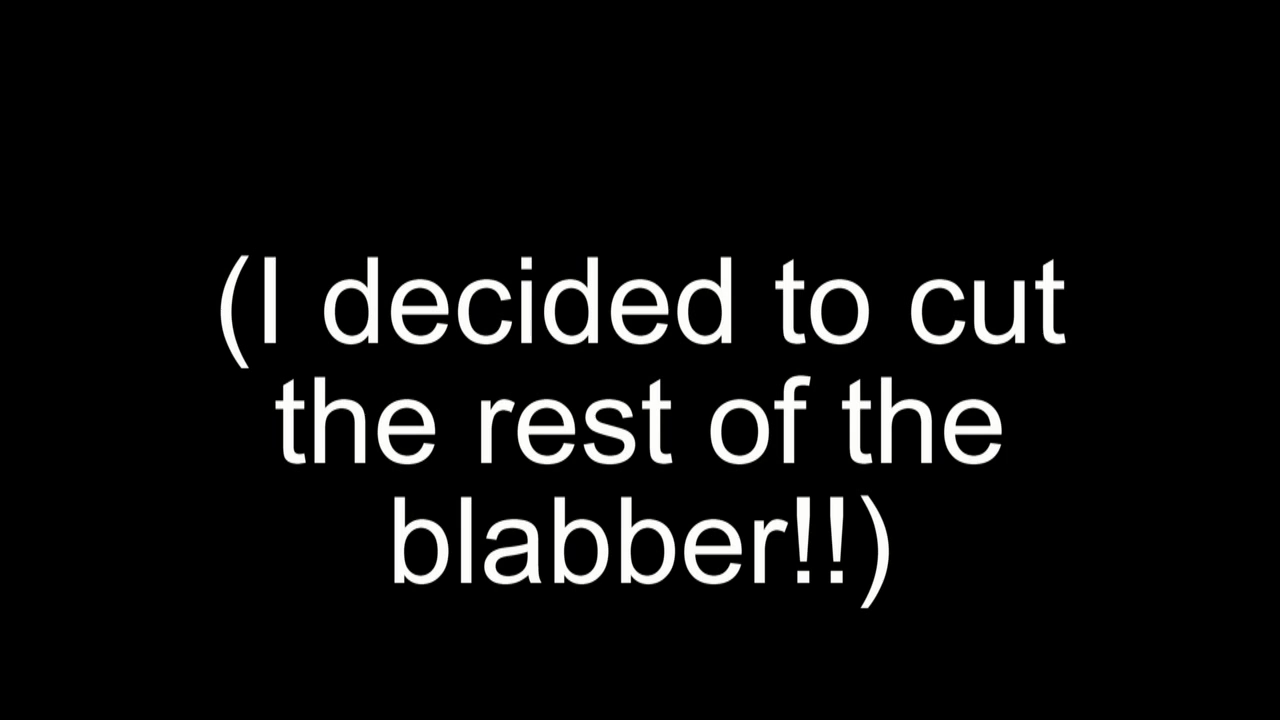 (I decided to cut
the rest of the
blabber!!)